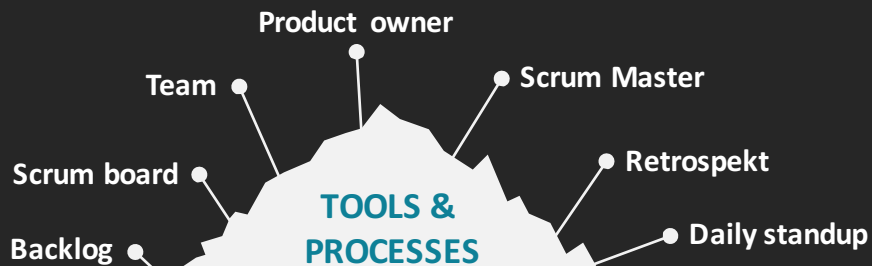 Product owner
Team
Scrum Master
Scrum board
Retrospekt
TOOLS &
PROCESSES
Backlog
Daily standup